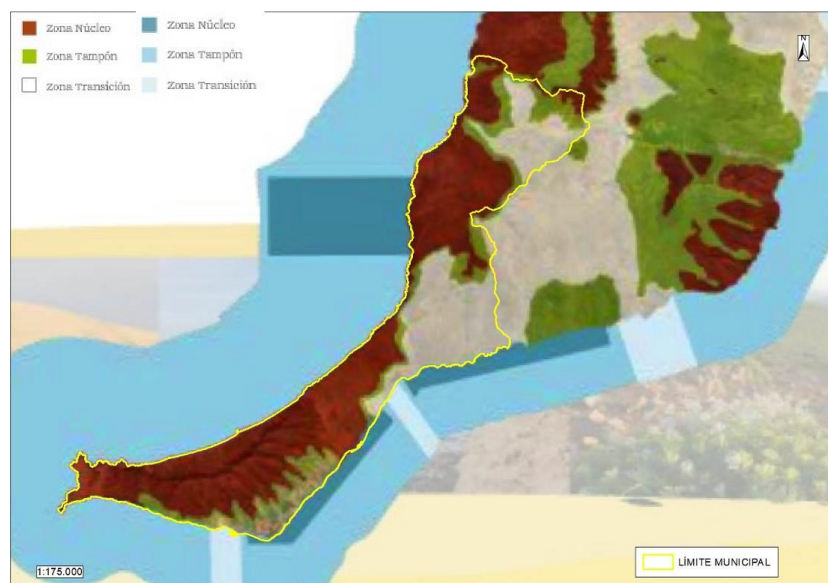 Zona Núcleo
Zona Núcleo
Zona Tampón
Zona Tampón
Zona Transición
Zona Transición
N
1:175.000
LÍMITE MUNICIPAL